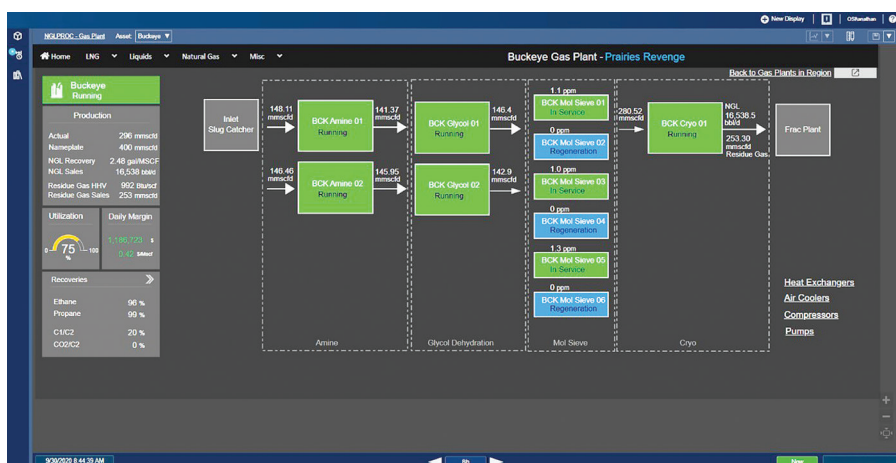 New Display
OSIsmathan
NGLPROC - Gas Plant Asset: Buckeye
Home LNG Liquids Natural Gas Misc
Buckeye Gas Plant - Prairies Revenge
Back to Gas Plants in Region
Buckeye
Running
Production
Actual 296 mmscfd
Nameplate 400 mmscfd
NGL Recovery 2.48 gal/MSCF
NGL Sales 16,538 bbl/d
Residue Gas HHV 992 Btu/scf
Residue Gas Sales 253 mmscfd
Utilization
0 75 100
%
Daily Margin
1,186,723 $
0.42 $/Mscf
Recoveries
Ethane 96 %
Propane 99 %
C1/C2 20 %
CO2/C2 0 %
Inlet
Slug Catcher
148.11
mmscfd
BCK Amine 01
Running
141.37
mmscfd
146.46
mmscfd
BCK Amine 02
Running
145.95
mmscfd
Amine
BCK Glycol 01
Running
146.4
mmscfd
BCK Glycol 02
Running
142.9
mmscfd
Glycol Dehydration
1.1 ppm
BCK Mol Sieve 01
In Service
0 ppm
BCK Mol Sieve 02
Regeneration
1.0 ppm
BCK Mol Sieve 03
In Service
0 ppm
BCK Mol Sieve 04
Regeneration
1.3 ppm
BCK Mol Sieve 05
In Service
0 ppm
BCK Mol Sieve 06
Regeneration
Mol Sieve
280.52
mmscfd
BCK Cryo 01
Running
NGL
16,538.5
bbl/d
253.30
mmscfd
Residue Gas
Cryo
Frac Plant
Heat Exchangers
Air Coolers
Compressors
Pumps
9/30/2020 8:44:39 AM
8h
Now